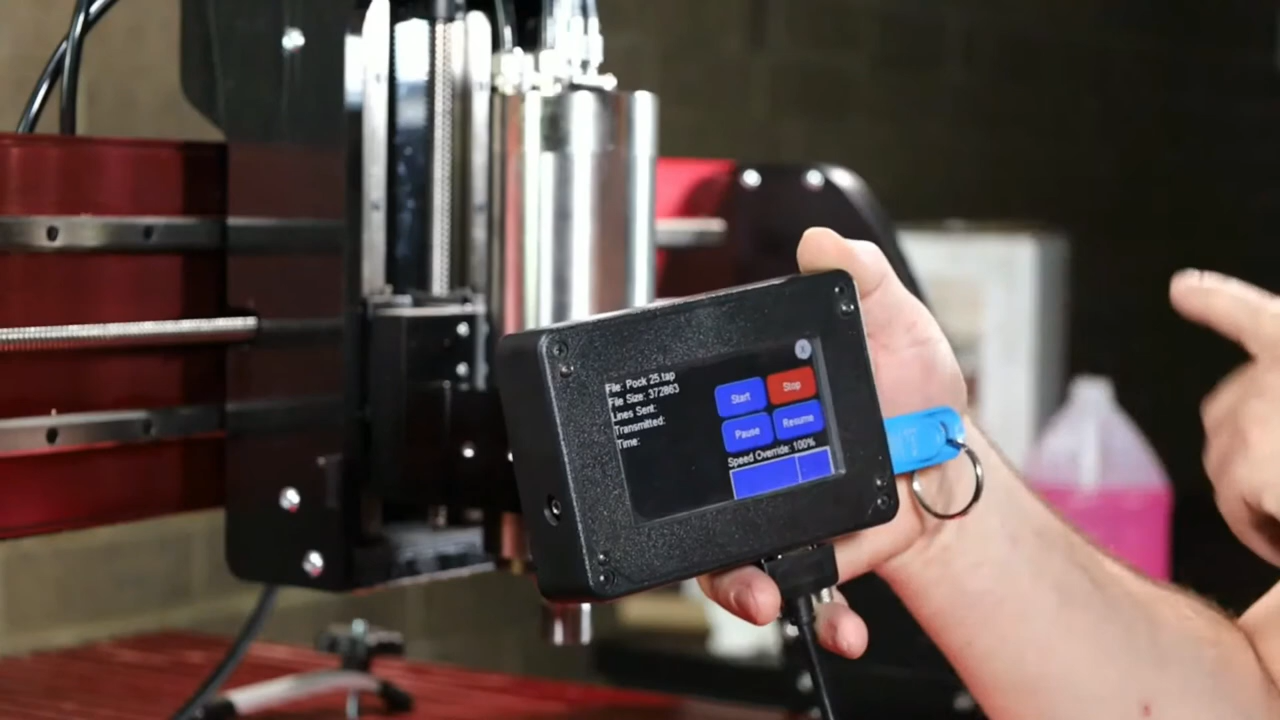 X
File: Pock 25.tap
File Size: 372863
Lines Sent:
Transmitted:
Time:
Start
Stop
Pause
Resume
Speed Override: 100%